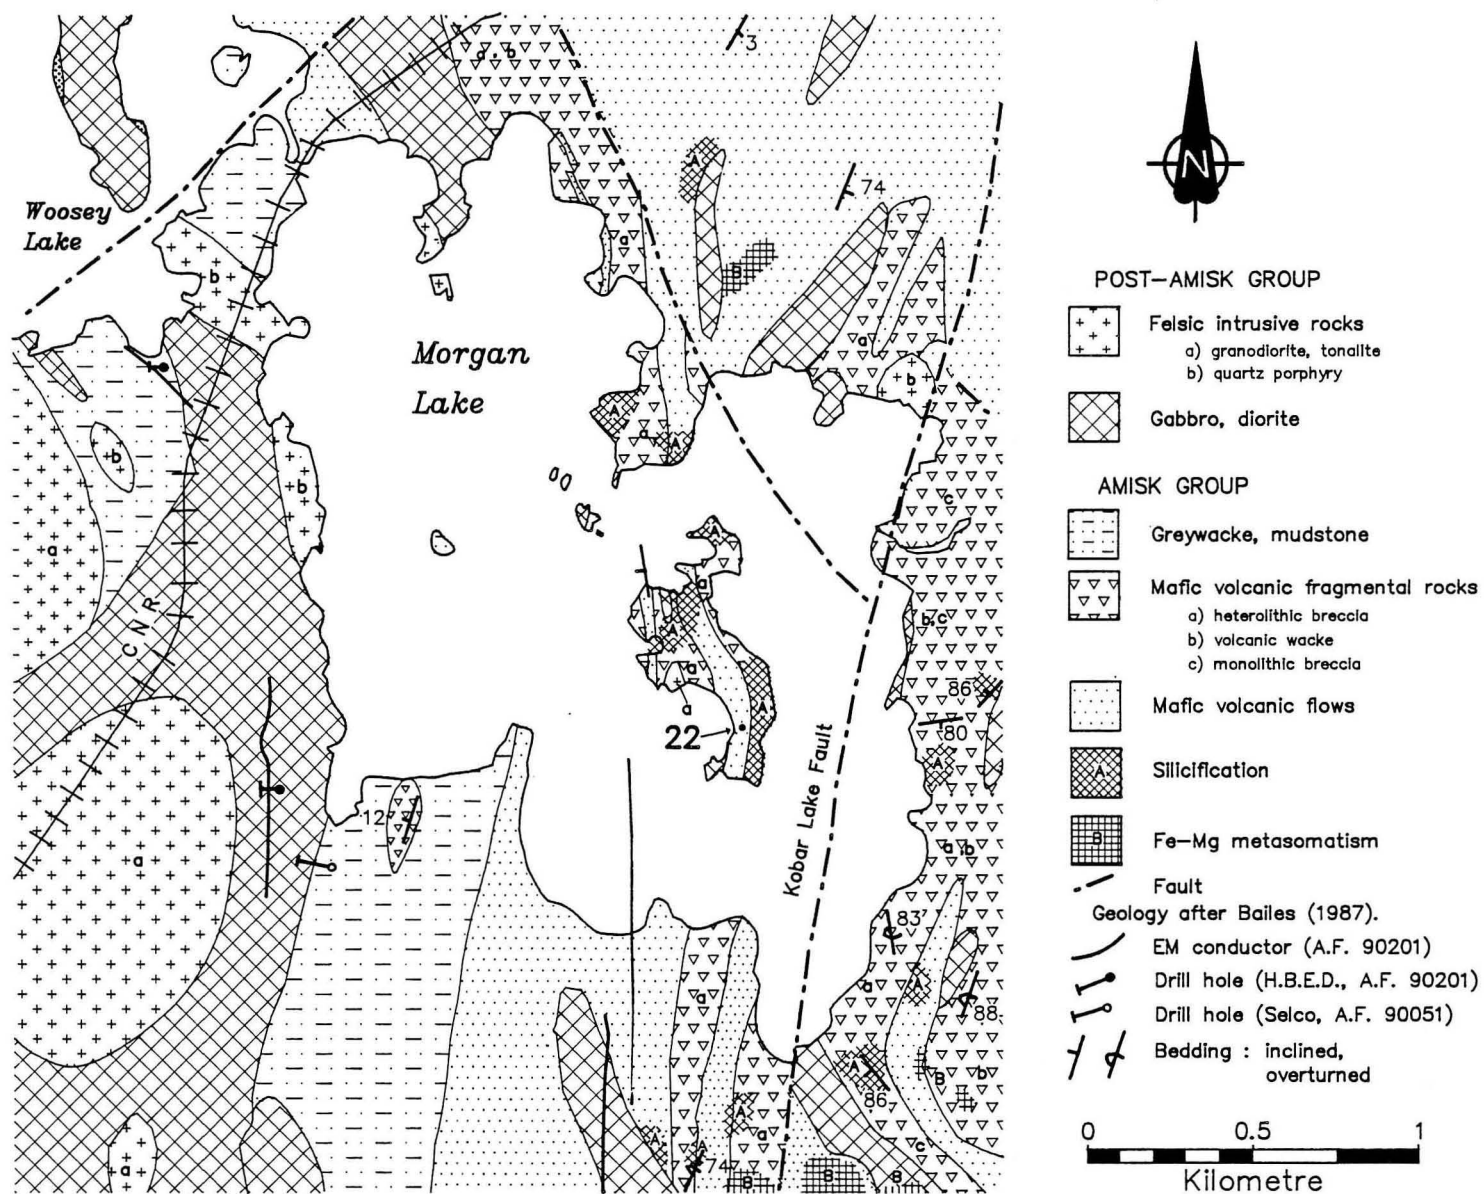 Woosey
Lake
Morgan
Lake
CNR
Kobar Lake Fault
22
3
74
86
80
12
83
88
86
74
a.b
A
a
B
b
a
b
b
b
a
A
a
A
c
A
a
A
a
a
A
b,c
A
a
a,b
a
A
a
A
B
b
A
a
A
A
c
a
B
B
B
N
POST-AMISK GROUP
Felsic intrusive rocks
a) granodiorite, tonalite
b) quartz porphyry
Gabbro, diorite
AMISK GROUP
Greywacke, mudstone
Mafic volcanic fragmental rocks
a) heterolithic breccia
b) volcanic wacke
c) monolithic breccia
Mafic volcanic flows
A
Silicification
B
Fe-Mg metasomatism
Fault
Geology after Bailes (1987).
EM conductor (A.F. 90201)
Drill hole (H.B.E.D., A.F. 90201)
Drill hole (Selco, A.F. 90051)
Bedding : inclined,
overturned
0 0.5 1
Kilometre